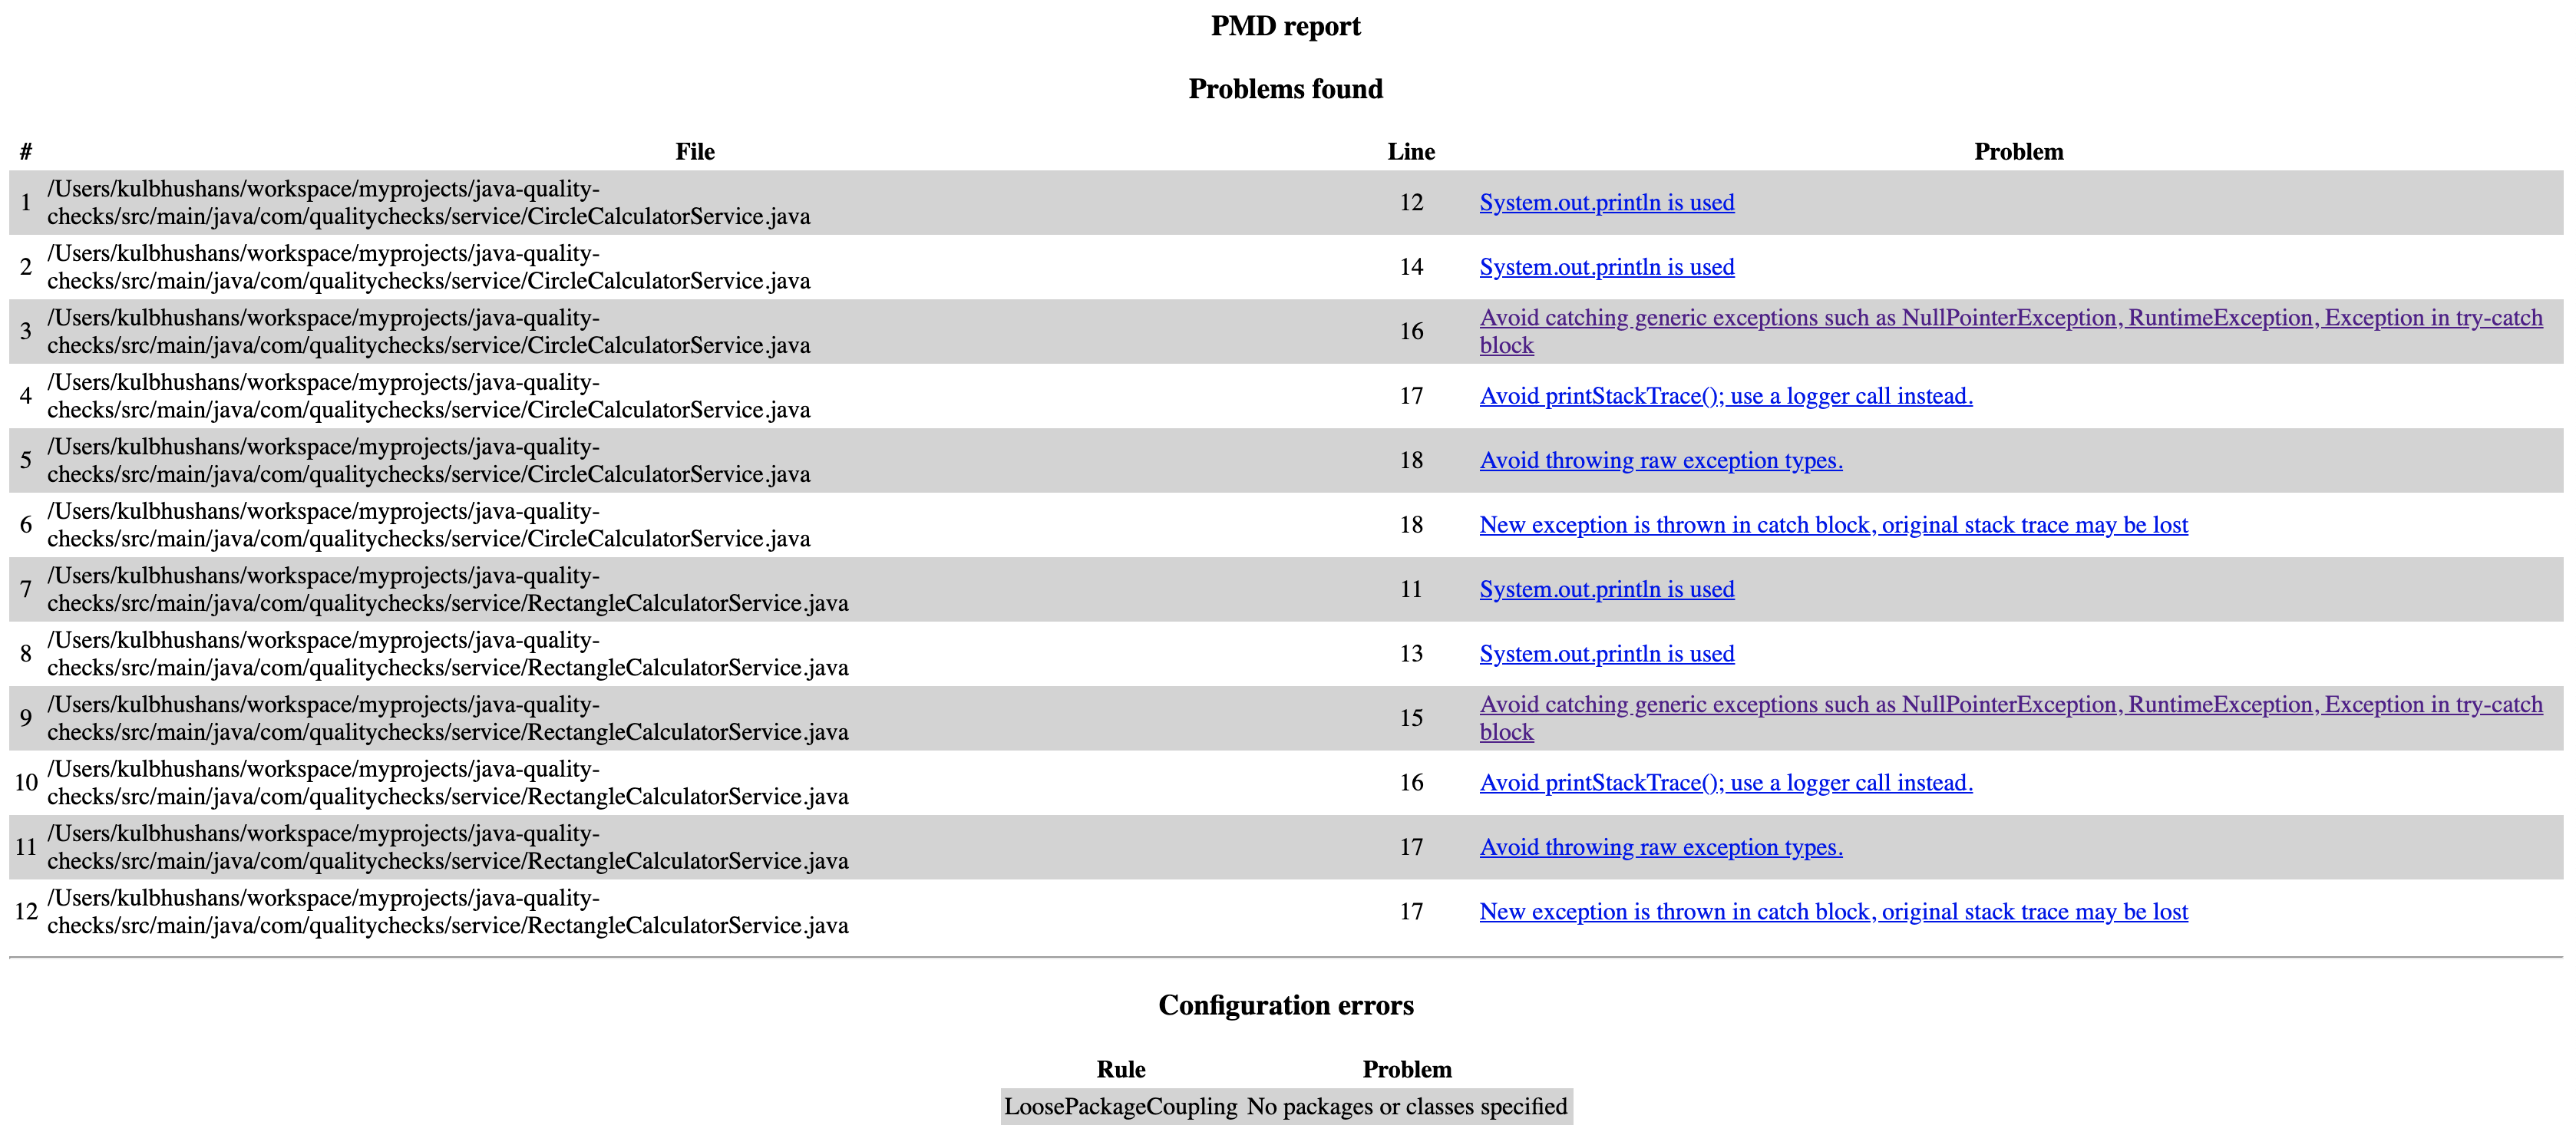 PMD report
Problems found
# File Line Problem
1 /Users/kulbhushans/workspace/myprojects/java-quality-
checks/src/main/java/com/qualitychecks/service/CircleCalculatorService.java 12 System.out.println is used
2 /Users/kulbhushans/workspace/myprojects/java-quality-
checks/src/main/java/com/qualitychecks/service/CircleCalculatorService.java 14 System.out.println is used
3 /Users/kulbhushans/workspace/myprojects/java-quality-
checks/src/main/java/com/qualitychecks/service/CircleCalculatorService.java 16 Avoid catching generic exceptions such as NullPointerException, RuntimeException, Exception in try-catch
block
4 /Users/kulbhushans/workspace/myprojects/java-quality-
checks/src/main/java/com/qualitychecks/service/CircleCalculatorService.java 17 Avoid printStackTrace(); use a logger call instead.
5 /Users/kulbhushans/workspace/myprojects/java-quality-
checks/src/main/java/com/qualitychecks/service/CircleCalculatorService.java 18 Avoid throwing raw exception types.
6 /Users/kulbhushans/workspace/myprojects/java-quality-
checks/src/main/java/com/qualitychecks/service/CircleCalculatorService.java 18 New exception is thrown in catch block, original stack trace may be lost
7 /Users/kulbhushans/workspace/myprojects/java-quality-
checks/src/main/java/com/qualitychecks/service/RectangleCalculatorService.java 11 System.out.println is used
8 /Users/kulbhushans/workspace/myprojects/java-quality-
checks/src/main/java/com/qualitychecks/service/RectangleCalculatorService.java 13 System.out.println is used
9 /Users/kulbhushans/workspace/myprojects/java-quality-
checks/src/main/java/com/qualitychecks/service/RectangleCalculatorService.java 15 Avoid catching generic exceptions such as NullPointerException, RuntimeException, Exception in try-catch
block
10 /Users/kulbhushans/workspace/myprojects/java-quality-
checks/src/main/java/com/qualitychecks/service/RectangleCalculatorService.java 16 Avoid printStackTrace(); use a logger call instead.
11 /Users/kulbhushans/workspace/myprojects/java-quality-
checks/src/main/java/com/qualitychecks/service/RectangleCalculatorService.java 17 Avoid throwing raw exception types.
12 /Users/kulbhushans/workspace/myprojects/java-quality-
checks/src/main/java/com/qualitychecks/service/RectangleCalculatorService.java 17 New exception is thrown in catch block, original stack trace may be lost
Configuration errors
Rule Problem
LoosePackageCoupling No packages or classes specified